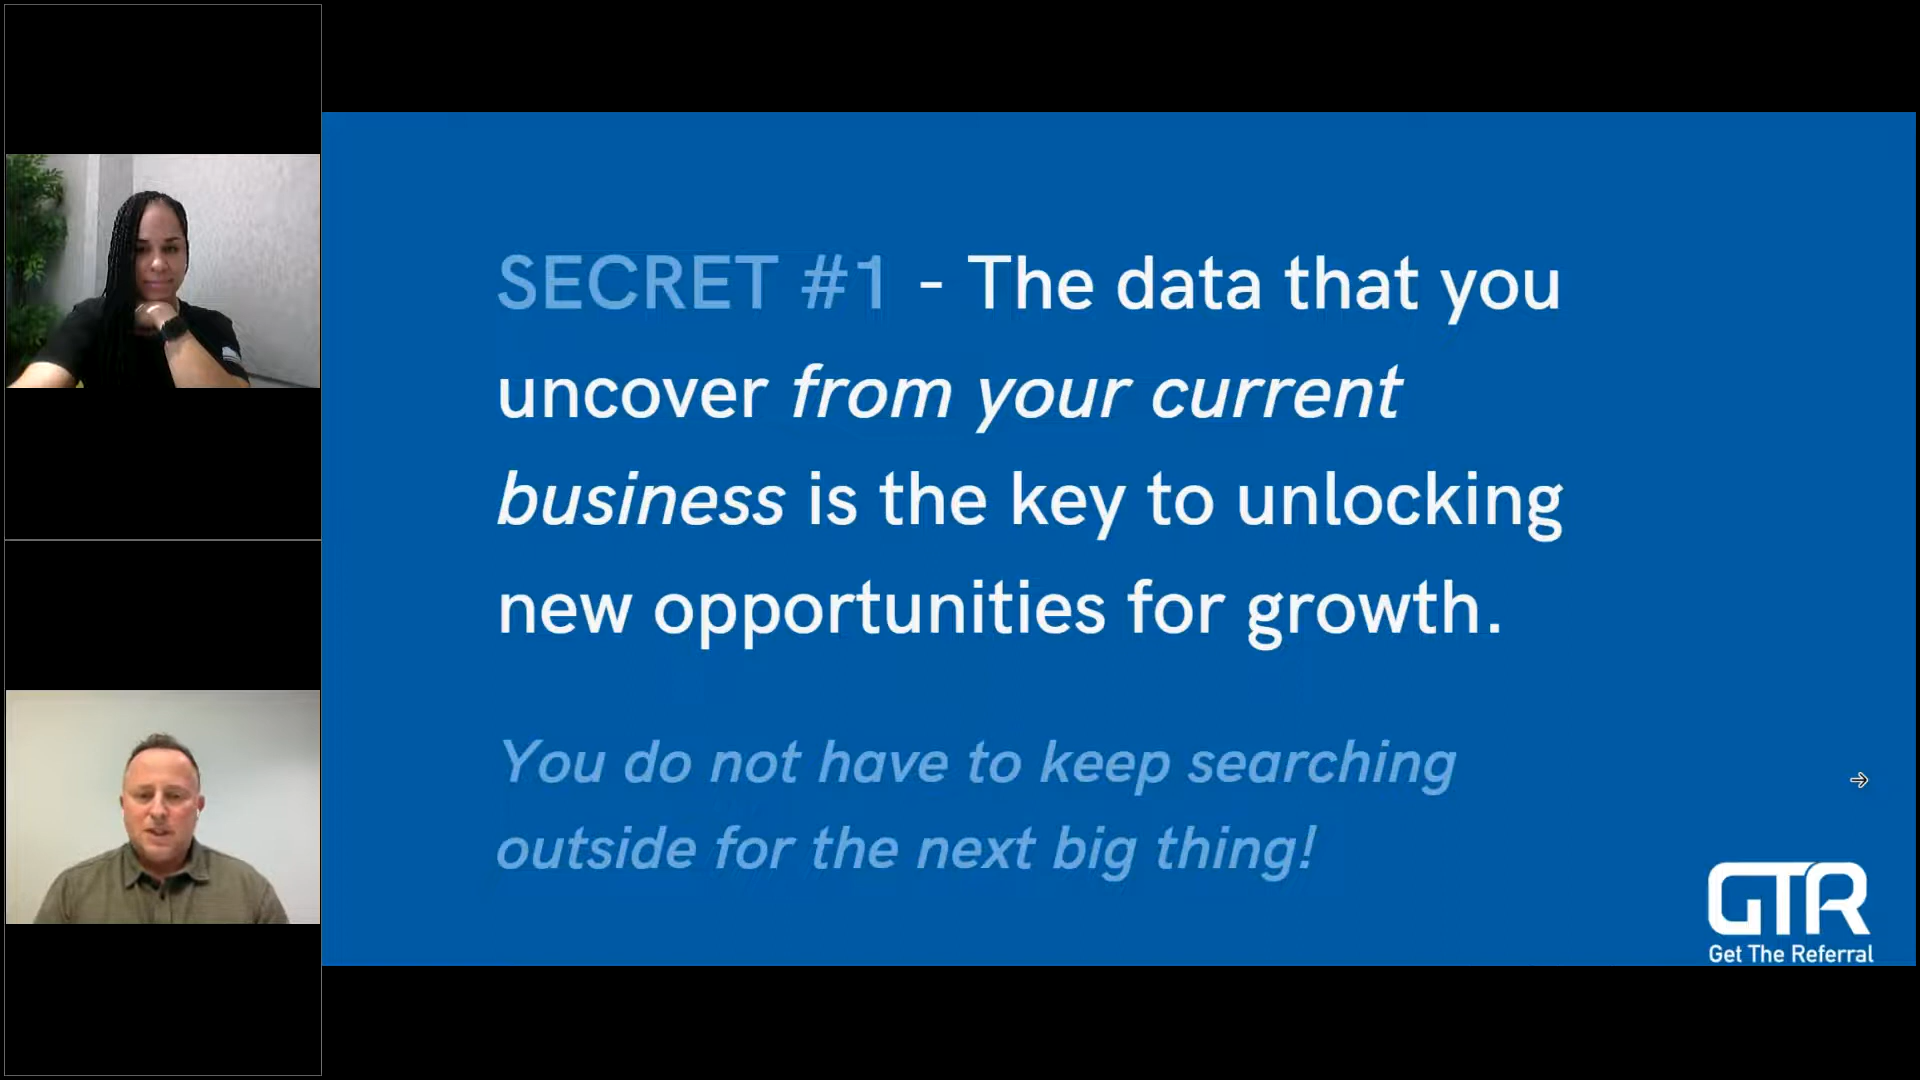 SECRET #1 - The data that you
uncover from your current
business is the key to unlocking
new opportunities for growth.
You do not have to keep searching
outside for the next big thing!
GTR
Get The Referral